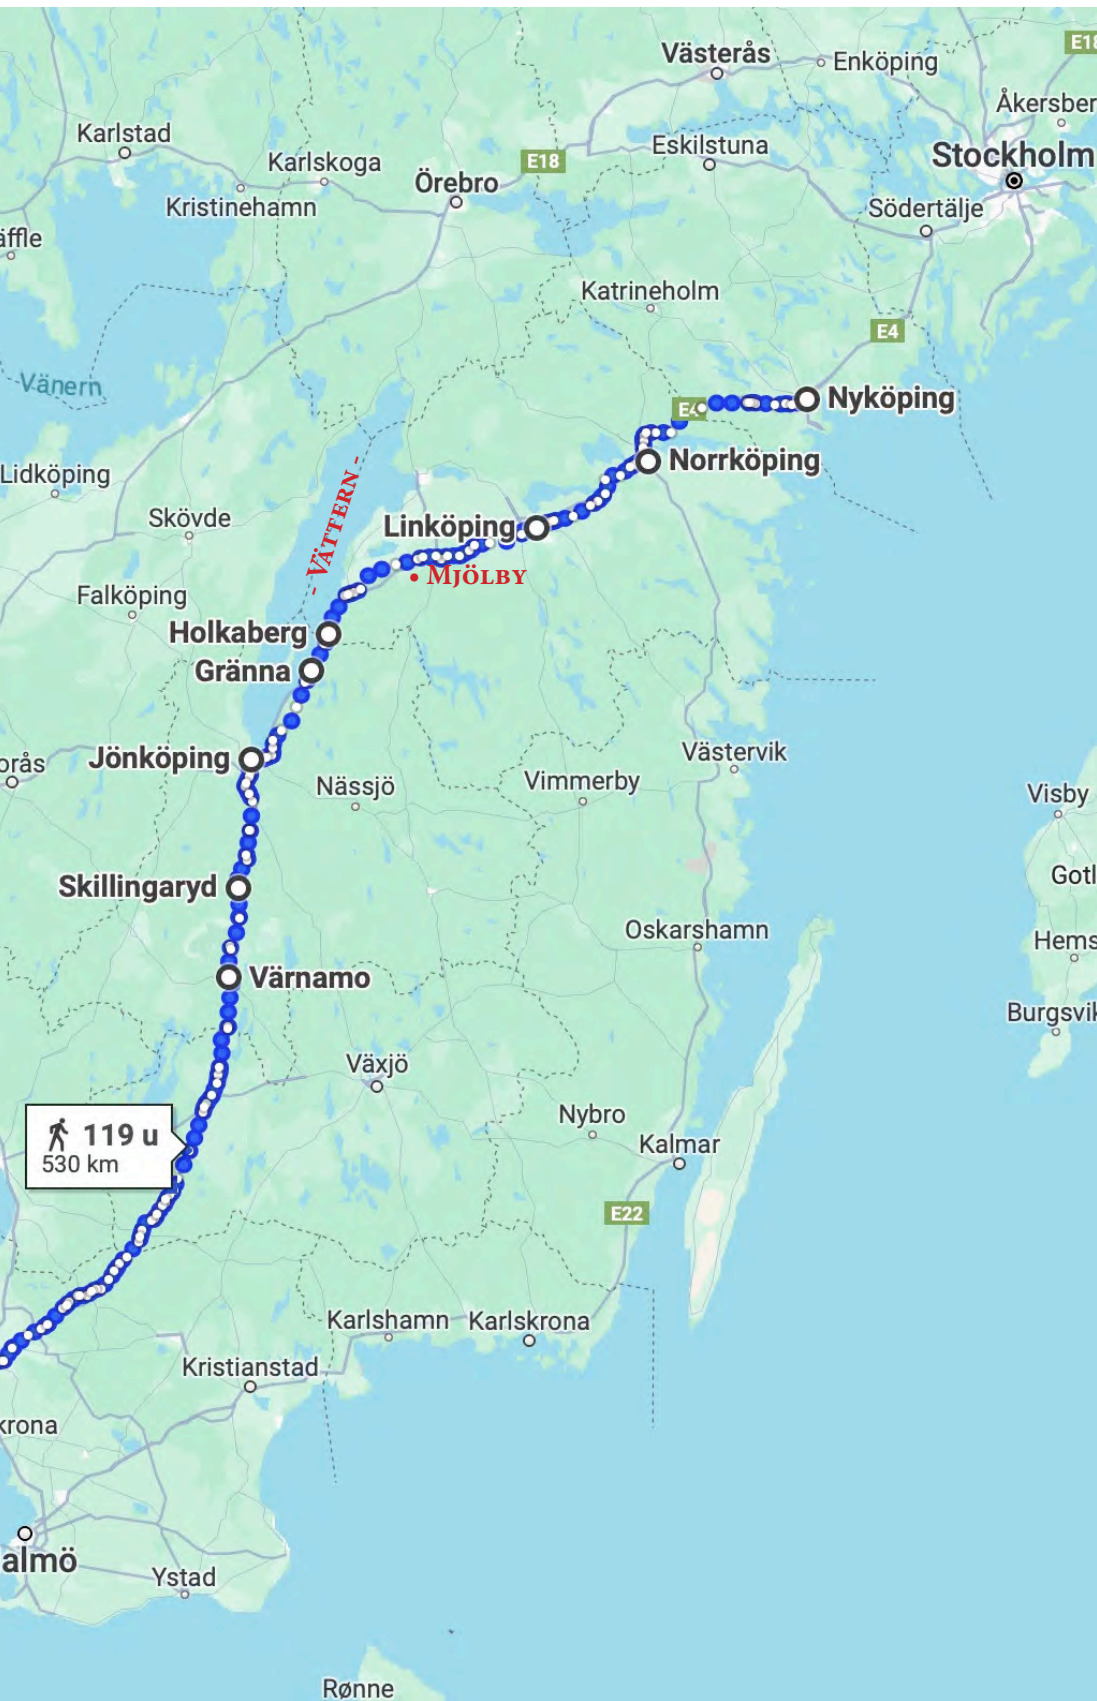 E18
Västerås
Enköping
Åkersber
Karlstad
Eskilstuna
Karlskoga
E18
Stockholm
Örebro
Kristinehamn
Södertälje
äffle
Katrineholm
E4
Vänern
Nyköping
E4
Norrköping
Lidköping
Skövde
Linköping
- Vättern -
• Mjölby
Falköping
Holkaberg
Gränna
Västervik
Jönköping
orås
Nässjö
Vimmerby
Visby
Gotl
Skillingaryd
Oskarshamn
Hems
Värnamo
Burgsvik
Växjö
Nybro
119 u
530 km
Kalmar
E22
Karlshamn
Karlskrona
Kristianstad
krona
almö
Ystad
Rønne